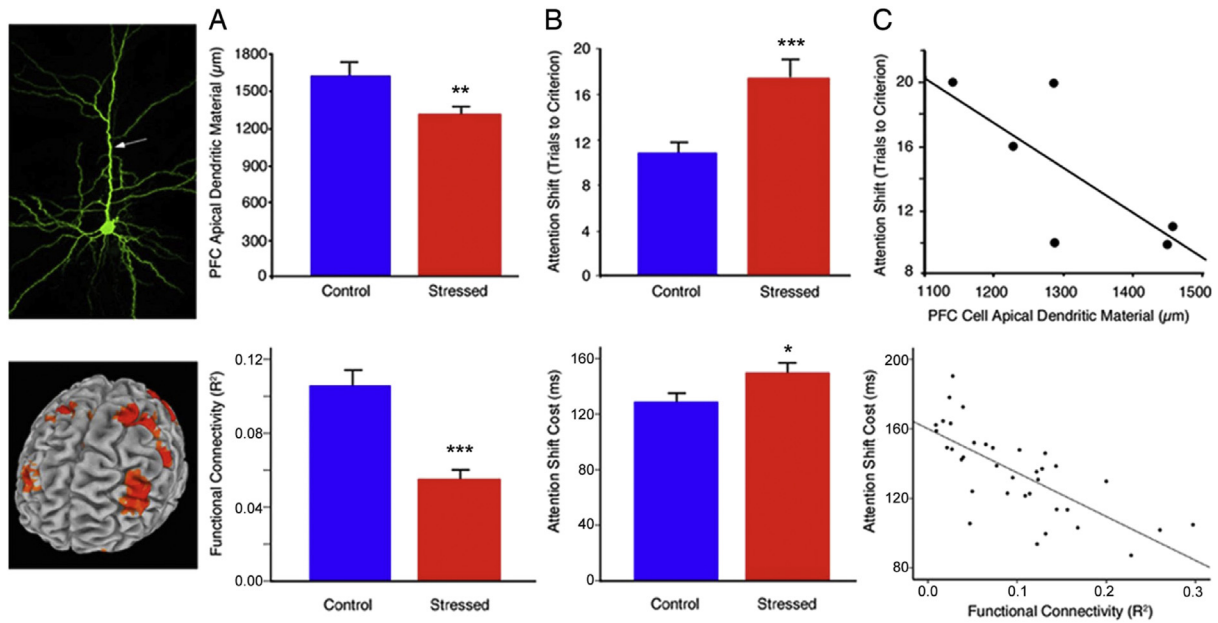 A
B
C
PFC Apical Dendritic Material (µm)
1800
1500
1200
900
600
300
0
**
Control
Stressed
Attention Shift (Trials to Criterion)
20
16
12
8
4
0
***
Control
Stressed
Attention Shift (Trials to Criterion)
20
16
12
8
1100
1200
1300
1400
1500
PFC Cell Apical Dendritic Material (µm)
Functional Connectivity (R²)
0.12
0.08
0.04
0.00
***
Control
Stressed
Attention Shift Cost (ms)
160
120
80
40
0
*
Control
Stressed
Attention Shift Cost (ms)
200
160
120
80
0.0
0.1
0.2
0.3
Functional Connectivity (R²)